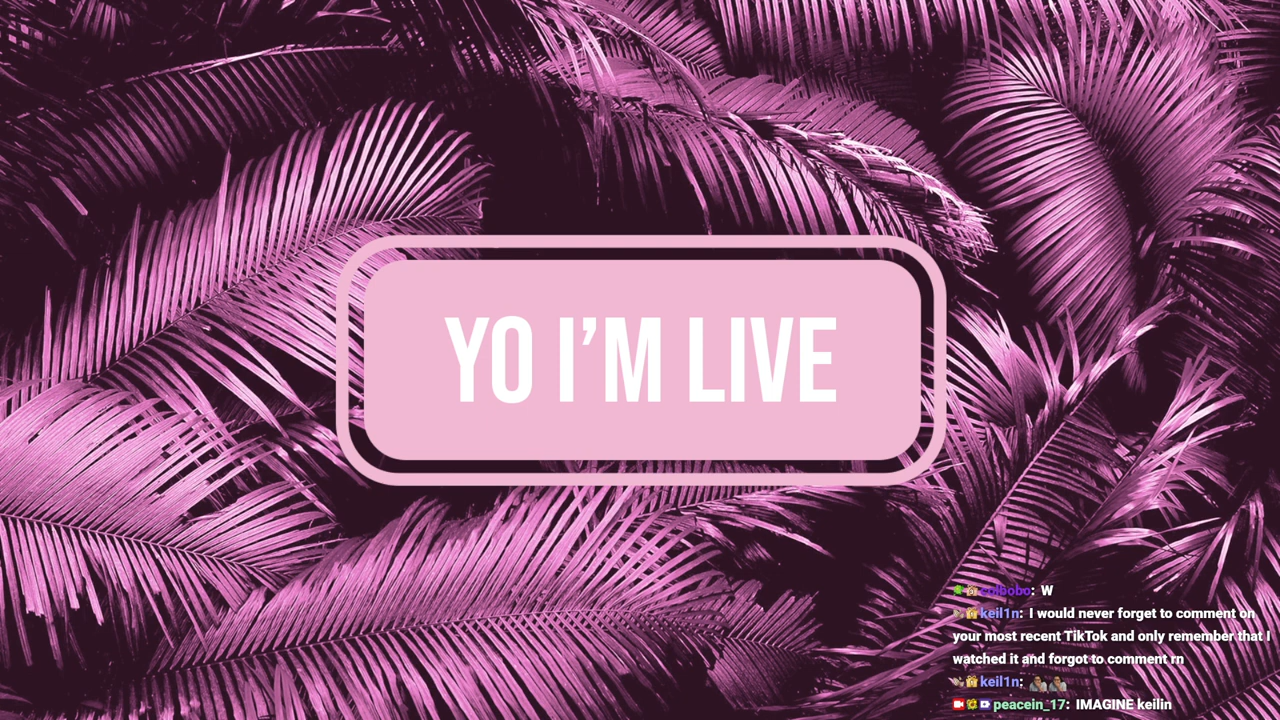 YO I’M LIVE
colbobo: W
keil1n: I would never forget to comment on
your most recent TikTok and only remember that I
watched it and forgot to comment rn
keil1n:
peacein_17: IMAGINE keilin